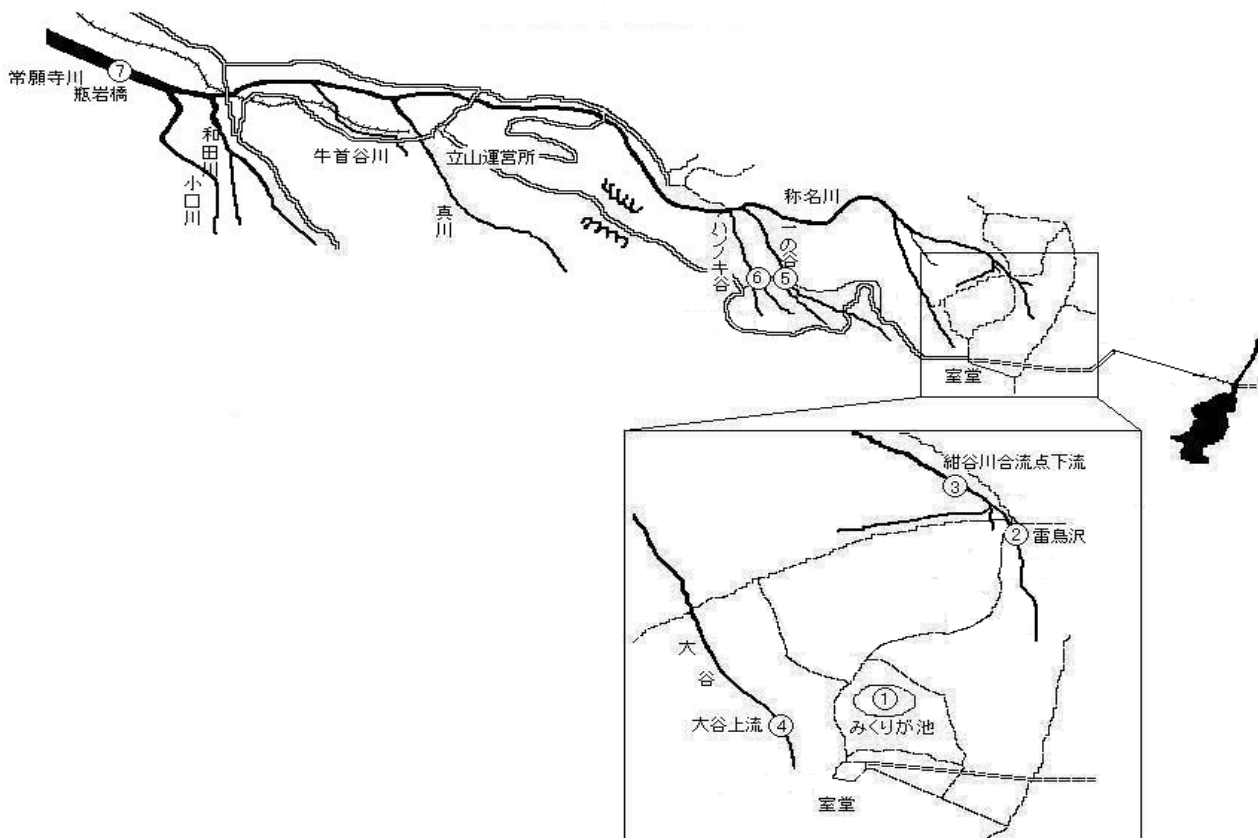 ⑦
常願寺川
瓶岩橋
和田川
小口川
牛首谷川
立山運営所
真川
称名川
一の谷
ハンノキ谷
⑥
⑤
室堂
紺谷川合流点下流
③
②
雷鳥沢
大谷
①
みくりが池
大谷上流
④
室堂